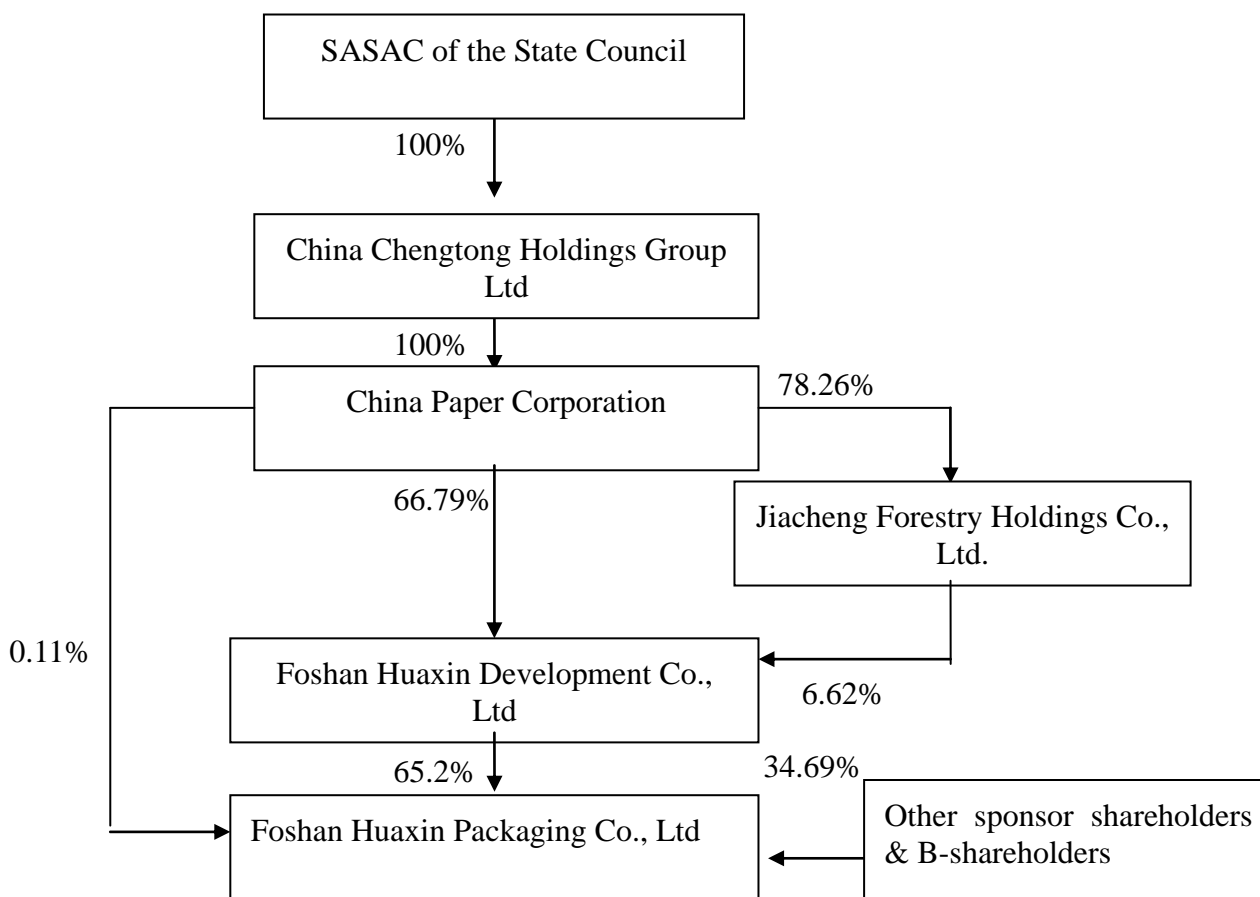 SASAC of the State Council
100%
China Chengtong Holdings Group
Ltd
100%
China Paper Corporation
78.26%
66.79%
Jiacheng Forestry Holdings Co.,
Ltd.
0.11%
Foshan Huaxin Development Co.,
Ltd
6.62%
65.2%
34.69%
Foshan Huaxin Packaging Co., Ltd
Other sponsor shareholders
& B-shareholders